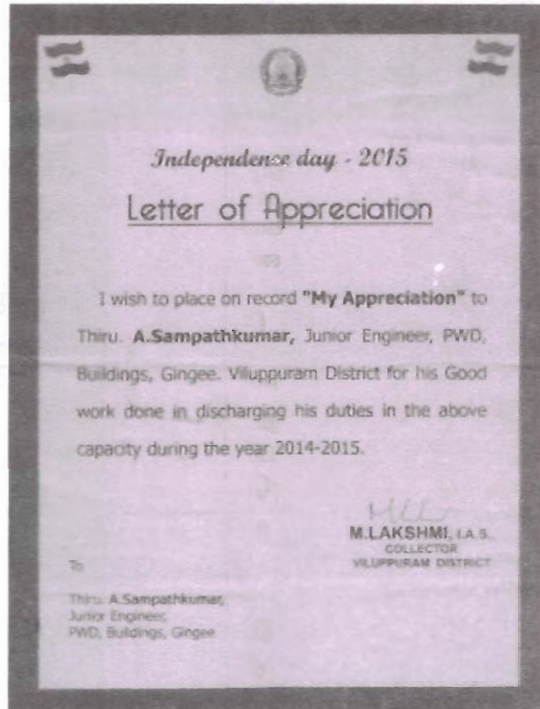 Independence day - 2015
Letter of Appreciation
I wish to place on record "My Appreciation" to
Thiru. A.Sampathkumar, Junior Engineer, PWD,
Buildings, Gingee. Viluppuram District for his Good
work done in discharging his duties in the above
capacity during the year 2014-2015.
M.LAKSHMI, I.A.S.
COLLECTOR
VILUPPURAM DISTRICT
To
Thiru. A.Sampathkumar,
Junior Engineer,
PWD, Buildings, Gingee